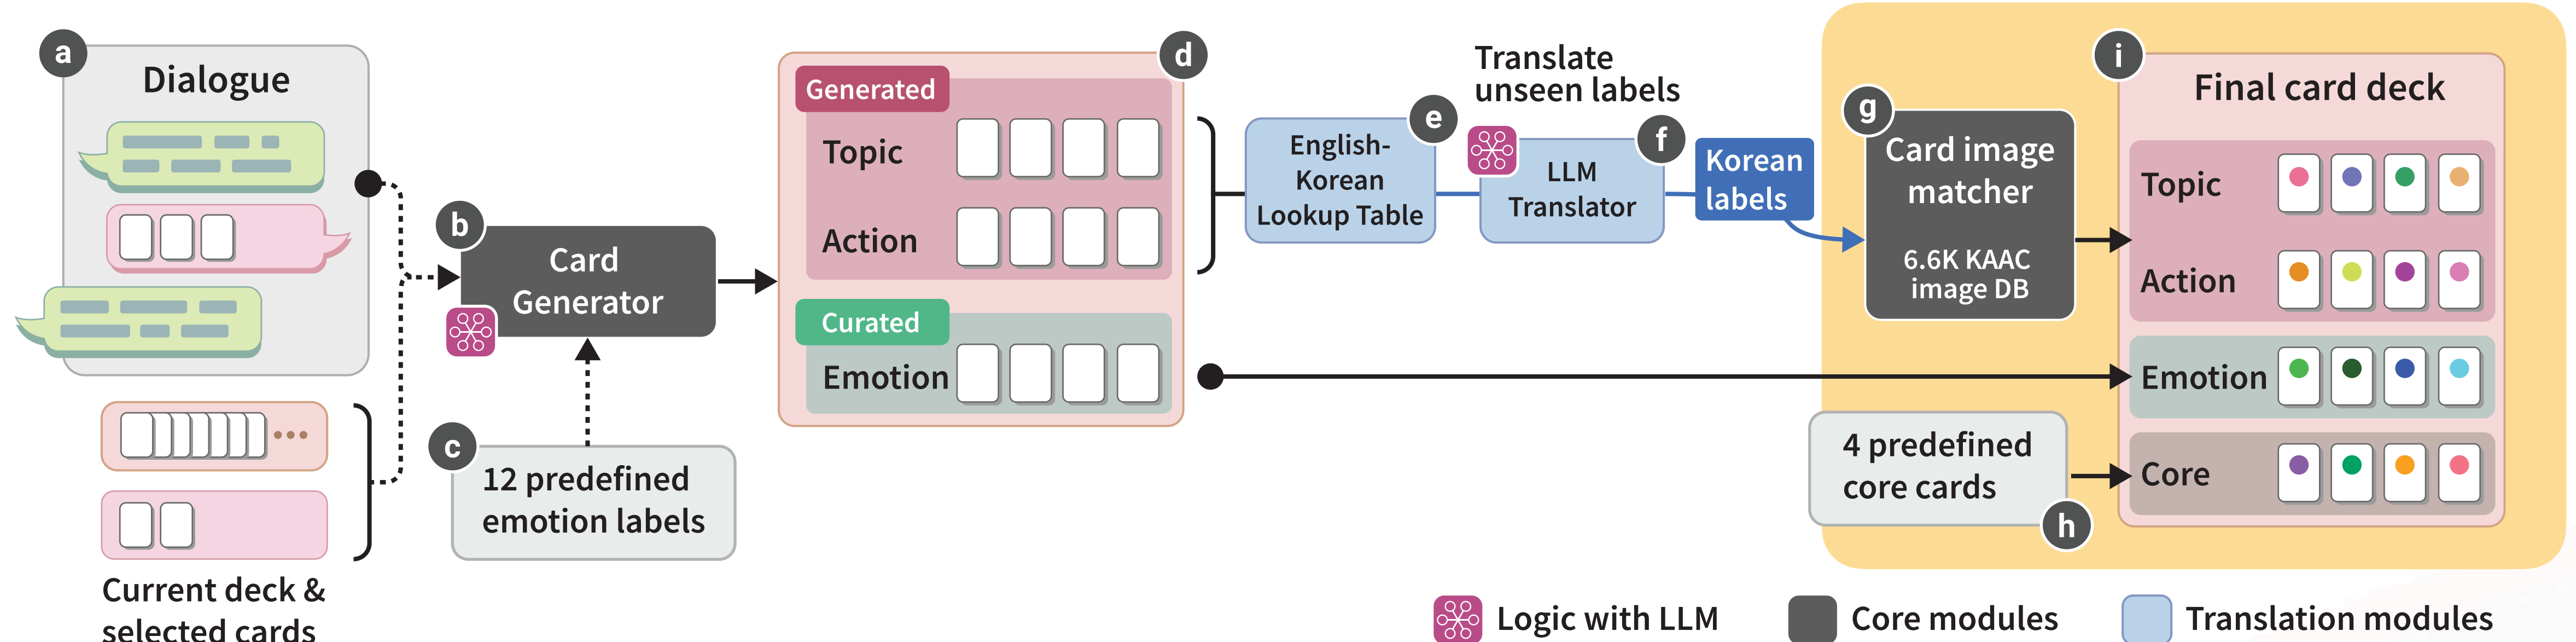 a
Dialogue
Current deck &
selected cards
b
Card
Generator
c
12 predefined
emotion labels
d
Generated
Topic
Action
Curated
Emotion
e
English-
Korean
Lookup Table
Translate
unseen labels
f
LLM
Translator
Korean
labels
g
Card image
matcher
6.6K KAAC
image DB
h
4 predefined
core cards
i
Final card deck
Topic
Action
Emotion
Core
Logic with LLM
Core modules
Translation modules